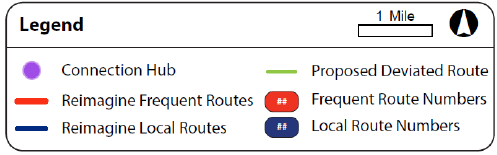 Legend
1 Mile
Connection Hub
Proposed Deviated Route
Reimagine Frequent Routes
## Frequent Route Numbers
Reimagine Local Routes
## Local Route Numbers